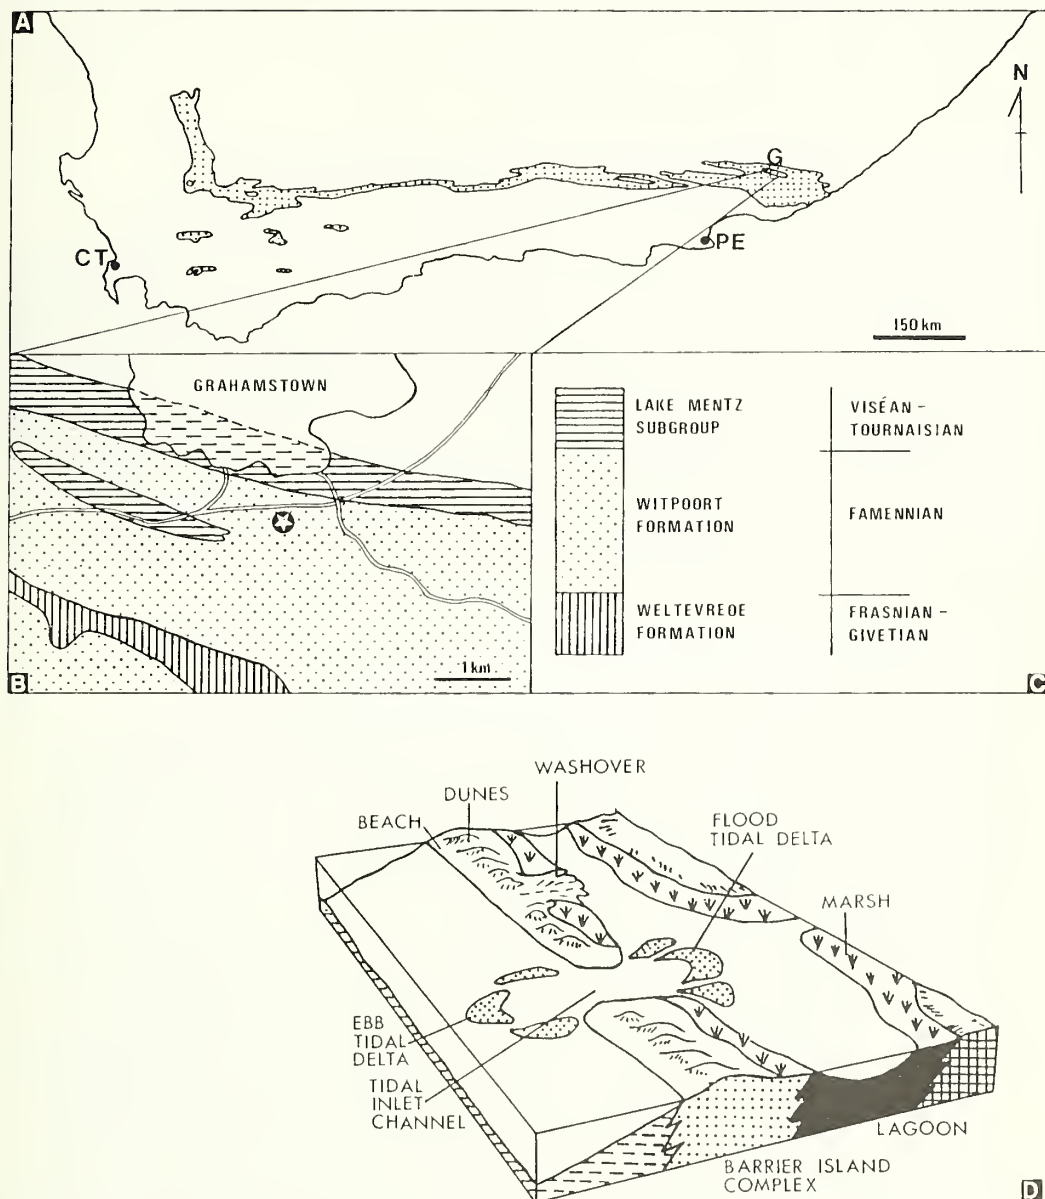 A
N
G
CT
PE
150 km
GRAHAMSTOWN
1 km
B
LAKE MENTZ
SUBGROUP
VISÉAN –
TOURNAISIAN
WITPOORT
FORMATION
FAMENNIAN
WELTEVREOE
FORMATION
FRASNIAN –
GIVETIAN
C
WASHOVER
DUNES
BEACH
FLOOD
TIDAL DELTA
MARSH
EBB
TIDAL
DELTA
TIDAL
INLET
CHANNEL
LAGOON
BARRIER ISLAND
COMPLEX
D